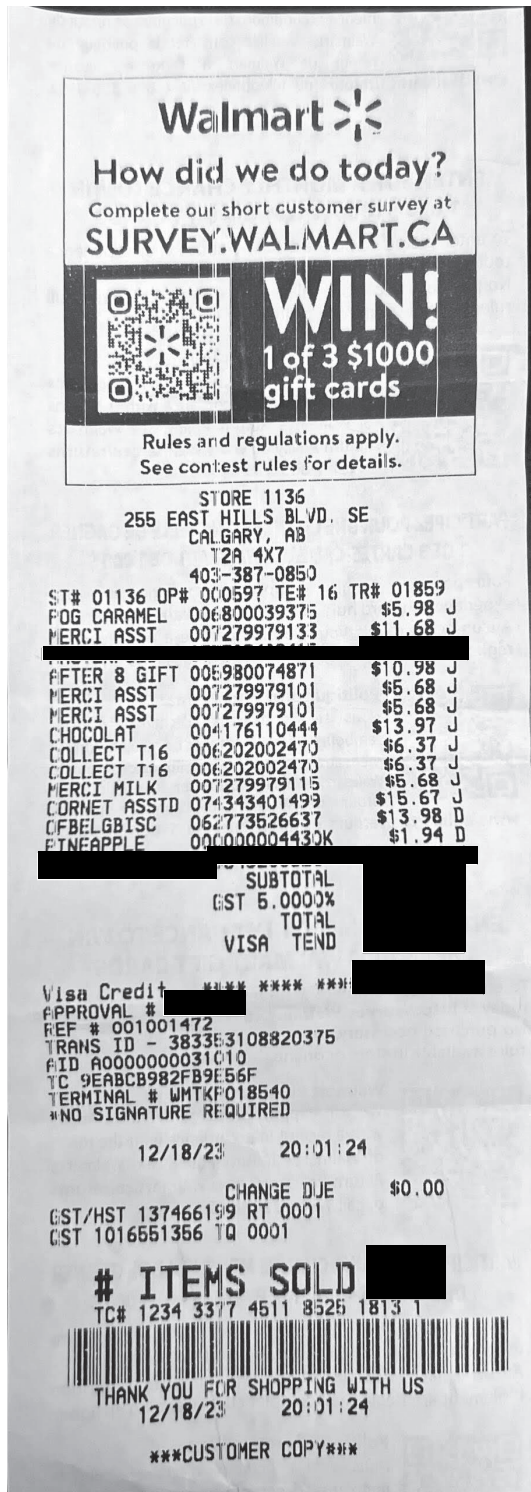 Walmart
How did we do today?
Complete our short customer survey at
SURVEY.WALMART.CA
WIN!
1 of 3 $1000
gift cards
Rules and regulations apply.
See contest rules for details.
STORE 1136
255 EAST HILLS BLVD. SE
CALGARY, AB
T2A 4X7
403-387-0850
ST# 01136 OP# 000597 TE# 16 TR# 01859
POG CARAMEL 006800039375 $5.98 J
MERCI ASST 007279979133 $11.68 J
AFTER 8 GIFT 005980074871 $10.98 J
MERCI ASST 007279979101 $5.68 J
MERCI ASST 007279979101 $5.68 J
CHOCOLAT 004176110444 $13.97 J
COLLECT T16 006202002470 $6.37 J
COLLECT T16 006202002470 $6.37 J
MERCI MILK 007279979115 $5.68 J
CORNET ASSTD 074343401499 $15.67 J
CFBELGBISC 062773526637 $13.98 D
PINEAPPLE 000000004430K $1.94 D
SUBTOTAL
GST 5.0000%
TOTAL
VISA TEND
Visa Credit **** **** ***
APPROVAL #
REF # 001001472
TRANS ID - 383353108820375
AID A0000000031010
TC 9EABCB982FB9E56F
TERMINAL # WMTKP018540
*NO SIGNATURE REQUIRED
12/18/23 20:01:24
CHANGE DUE $0.00
GST/HST 137466199 RT 0001
QST 1016551356 TQ 0001
# ITEMS SOLD
TC# 1234 3377 4511 8525 1813 1
THANK YOU FOR SHOPPING WITH US
12/18/23 20:01:24
***CUSTOMER COPY***